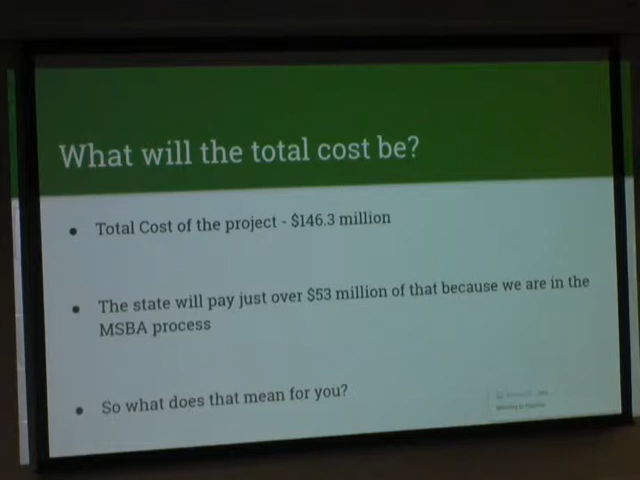 What will the total cost be?
● Total Cost of the project - $146.3 million
● The state will pay just over $53 million of that because we are in the
MSBA process
● So what does that mean for you?